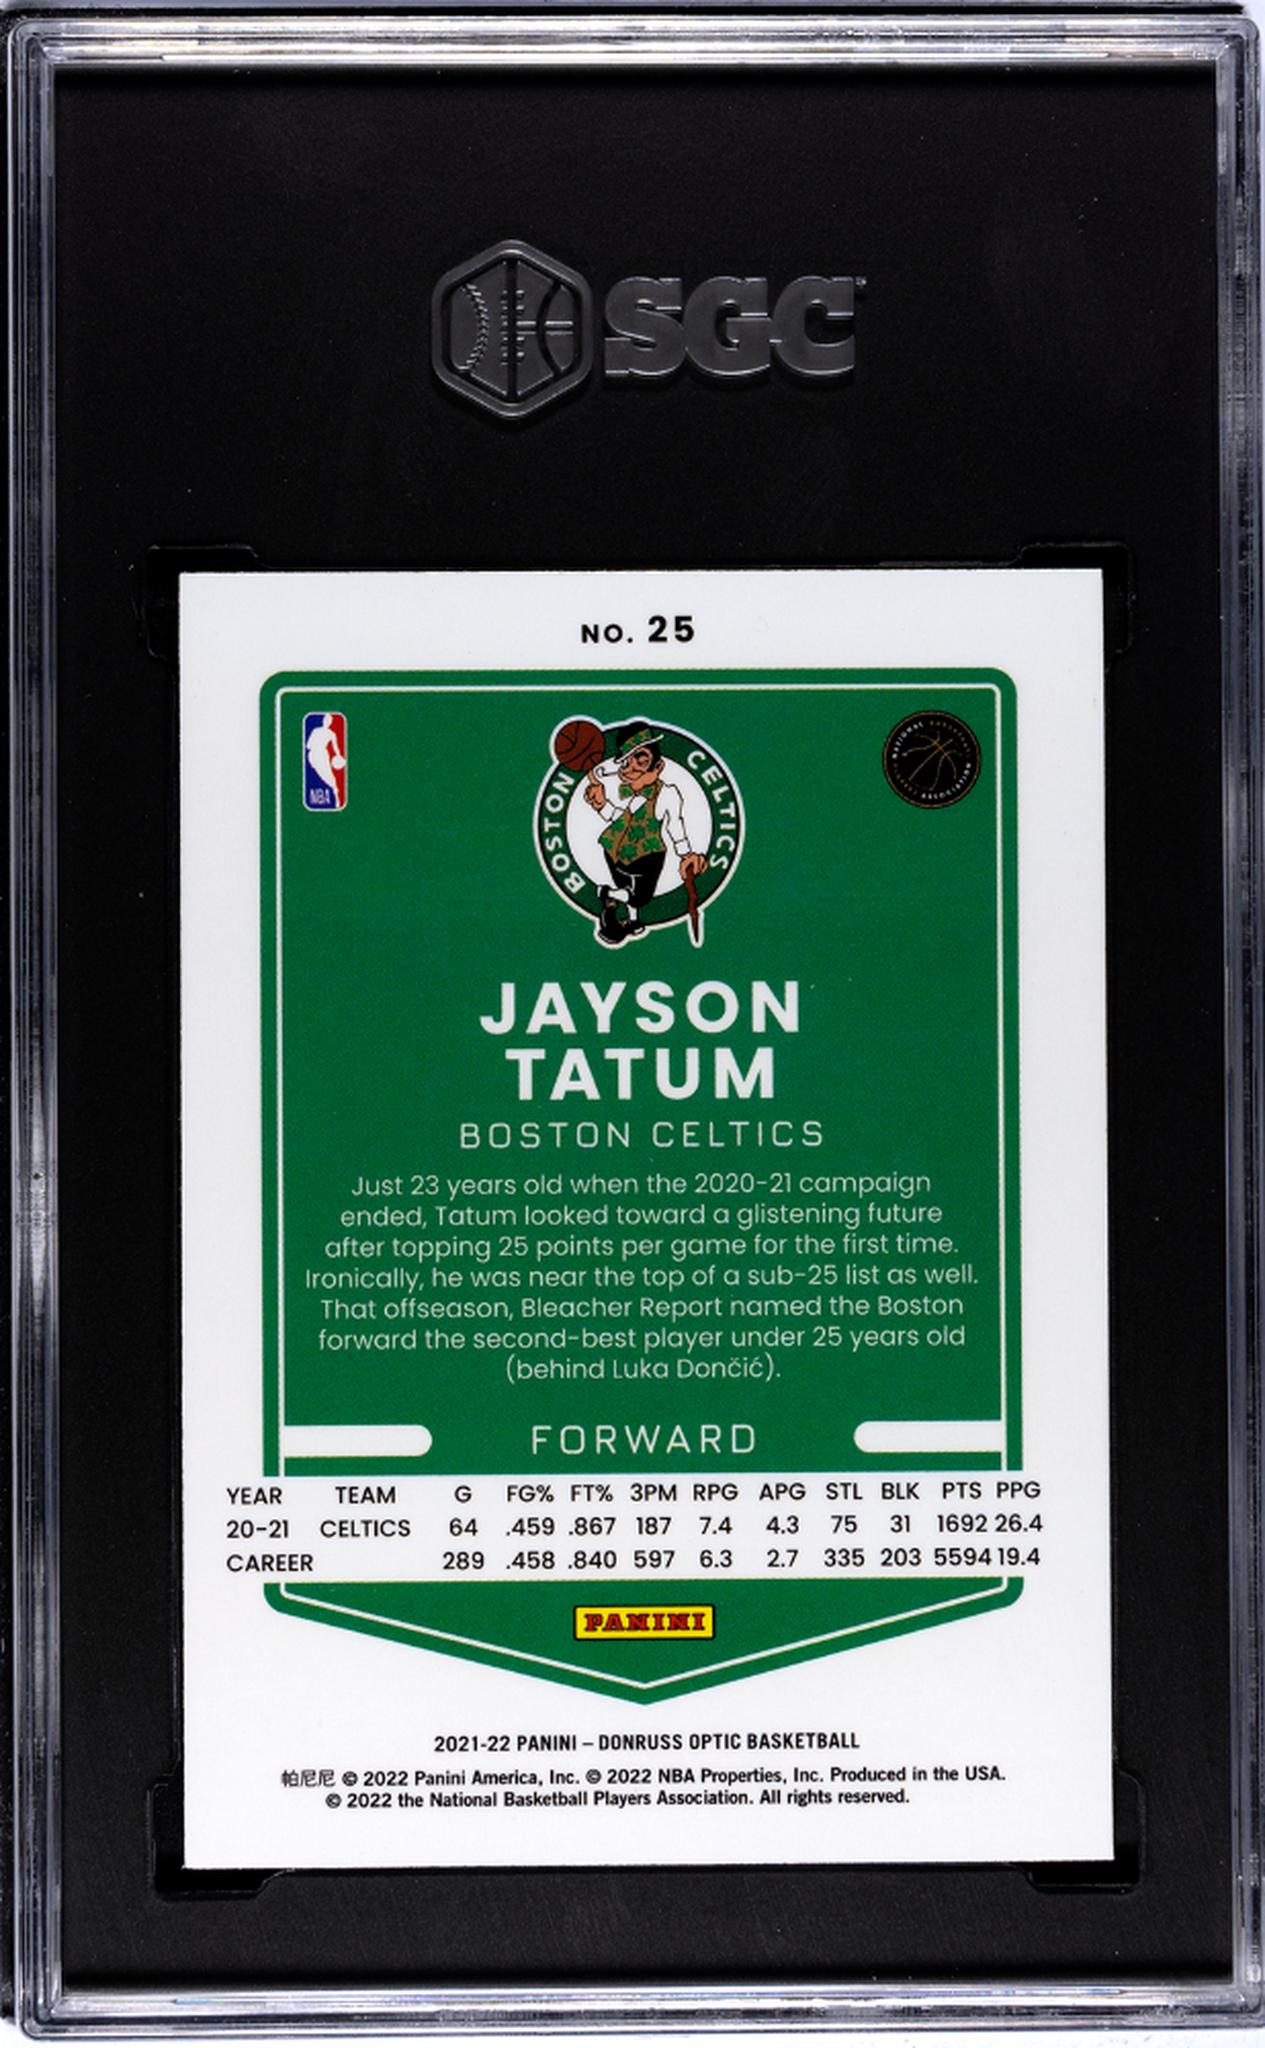 SGC
NO. 25
NBA
BOSTON CELTICS
NATIONAL BASKETBALL
PLAYERS ASSOCIATION
JAYSON
TATUM
BOSTON CELTICS
Just 23 years old when the 2020-21 campaign
ended, Tatum looked toward a glistening future
after topping 25 points per game for the first time.
Ironically, he was near the top of a sub-25 list as well.
That offseason, Bleacher Report named the Boston
forward the second-best player under 25 years old
(behind Luka Dončić).
FORWARD
YEAR TEAM G FG% FT% 3PM RPG APG STL BLK PTS PPG
20-21 CELTICS 64 .459 .867 187 7.4 4.3 75 31 1692 26.4
CAREER 289 .458 .840 597 6.3 2.7 335 203 5594 19.4
PANINI
2021-22 PANINI – DONRUSS OPTIC BASKETBALL
帕尼尼 © 2022 Panini America, Inc. © 2022 NBA Properties, Inc. Produced in the USA.
© 2022 the National Basketball Players Association. All rights reserved.